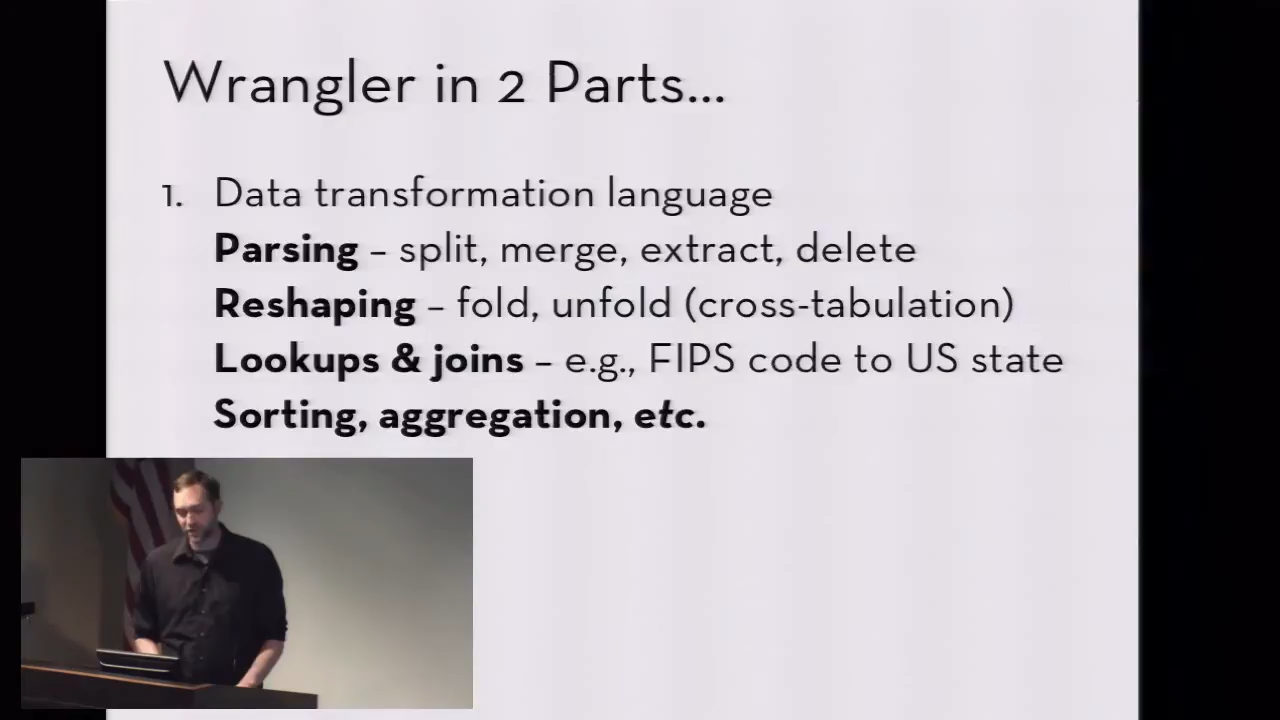 Wrangler in 2 Parts...
1. Data transformation language
Parsing – split, merge, extract, delete
Reshaping – fold, unfold (cross-tabulation)
Lookups & joins – e.g., FIPS code to US state
Sorting, aggregation, etc.